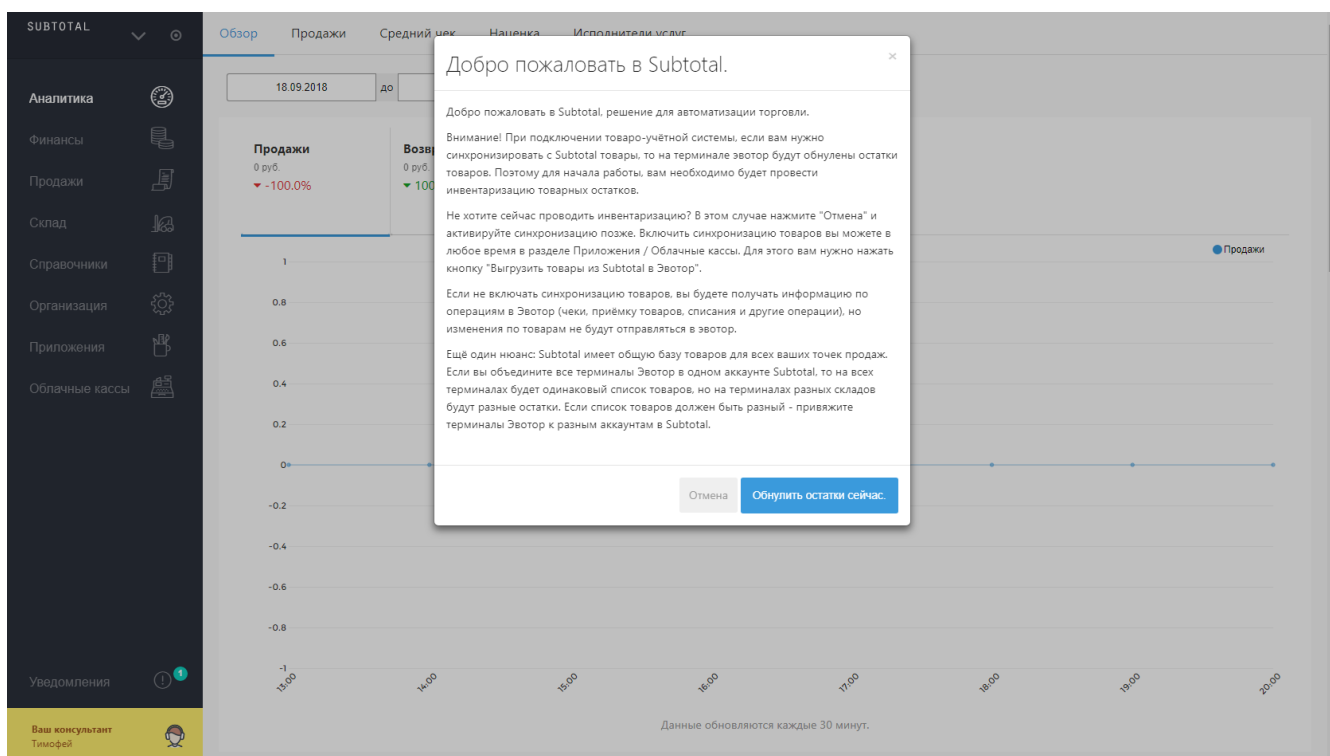 SUBTOTAL
Аналитика
Финансы
Продажи
Склад
Справочники
Организация
Приложения
Облачные кассы
Уведомления
1
Ваш консультант
Тимофей
Обзор Продажи Средний чек Наценка Исполнители услуг
18.09.2018 до
Продажи
0 руб.
-100.0%
0 руб.
Добро пожаловать в Subtotal.
×
Добро пожаловать в Subtotal, решение для автоматизации торговли.
Внимание! При подключении товаро-учётной системы, если вам нужно
синхронизировать с Subtotal товары, то на терминале эвотор будут обнулены остатки
товаров. Поэтому для начала работы, вам необходимо будет провести
инвентаризацию товарных остатков.
Не хотите сейчас проводить инвентаризацию? В этом случае нажмите "Отмена" и
активируйте синхронизацию позже. Включить синхронизацию товаров вы можете в
любое время в разделе Приложения / Облачные кассы. Для этого вам нужно нажать
кнопку "Выгрузить товары из Subtotal в Эвотор".
Если не включать синхронизацию товаров, вы будете получать информацию по
операциям в Эвотор (чеки, приёмку товаров, списания и другие операции), но
изменения по товарам не будут отправляться в эвотор.
Ещё один нюанс: Subtotal имеет общую базу товаров для всех ваших точек продаж.
Если вы объедините все терминалы Эвотор в одном аккаунте Subtotal, то на всех
терминалах будет одинаковый список товаров, но на терминалах разных складов
будут разные остатки. Если список товаров должен быть разный - привяжите
терминалы Эвотор к разным аккаунтам в Subtotal.
Отмена Обнулить остатки сейчас.
Продажи
1
0.8
0.6
0.4
0.2
0
-0.2
-0.4
-0.6
-0.8
-1
13:00 14:00 15:00 16:00 17:00 18:00 19:00 20:00
Данные обновляются каждые 30 минут.